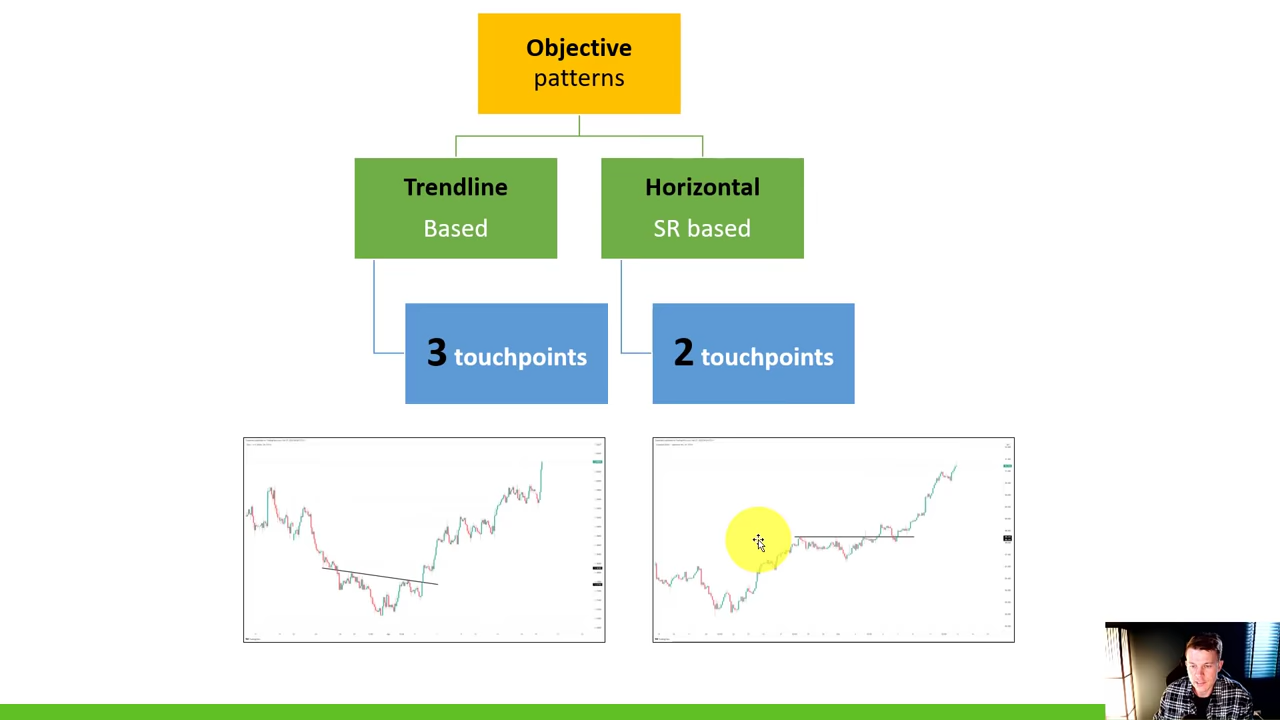 Objective
patterns
Trendline
Based
Horizontal
SR based
3 touchpoints
2 touchpoints